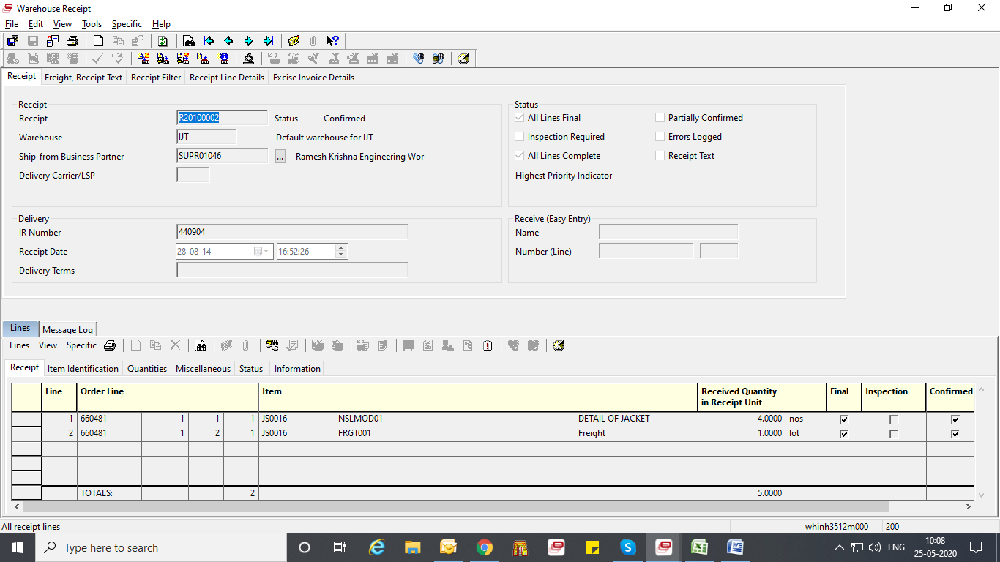 Warehouse Receipt
File Edit View Tools Specific Help
Receipt Freight, Receipt Text Receipt Filter Receipt Line Details Excise Invoice Details
Receipt
Receipt R20100002 Status Confirmed
Warehouse IJT Default warehouse for IJT
Ship-from Business Partner SUPR01046 ... Ramesh Krishna Engineering Wor
Delivery Carrier/LSP
Status
All Lines Final Partially Confirmed
Inspection Required Errors Logged
All Lines Complete Receipt Text
Highest Priority Indicator
-
Delivery
IR Number 440904
Receipt Date 28-08-14 16:52:26
Delivery Terms
Receive (Easy Entry)
Name
Number (Line)
Lines Message Log
Lines View Specific
Receipt Item Identification Quantities Miscellaneous Status Information
Line Order Line Item Received Quantity in Receipt Unit Final Inspection Confirmed
1 660481 1 1 1 JS0016 NSLMOD01 DETAIL OF JACKET 4.0000 nos
2 660481 1 2 1 JS0016 FRGT001 Freight 1.0000 lot
TOTALS: 2 5.0000
All receipt lines whinh3512m000 200
Type here to search ENG 10:08
25-05-2020